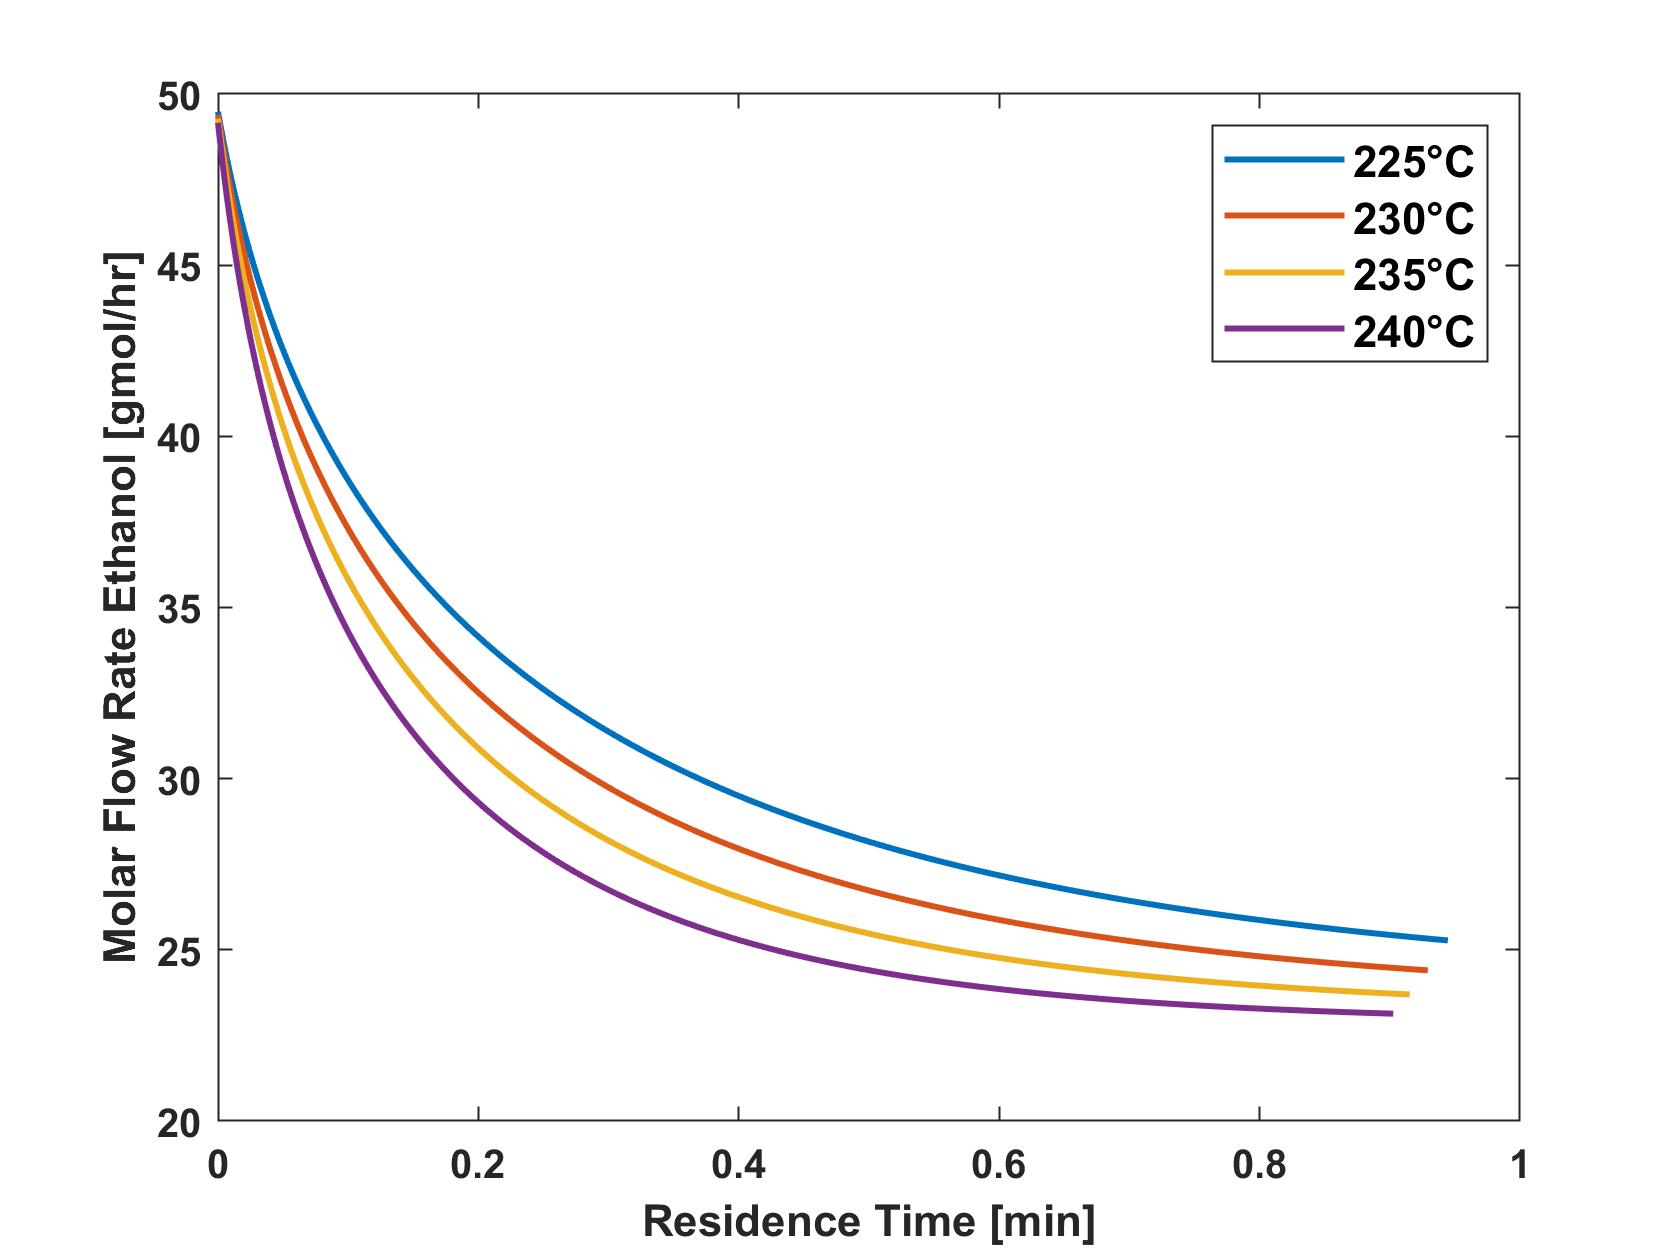 Molar Flow Rate Ethanol [gmol/hr]
50
45
40
35
30
25
20
0 0.2 0.4 0.6 0.8 1
Residence Time [min]
225°C
230°C
235°C
240°C